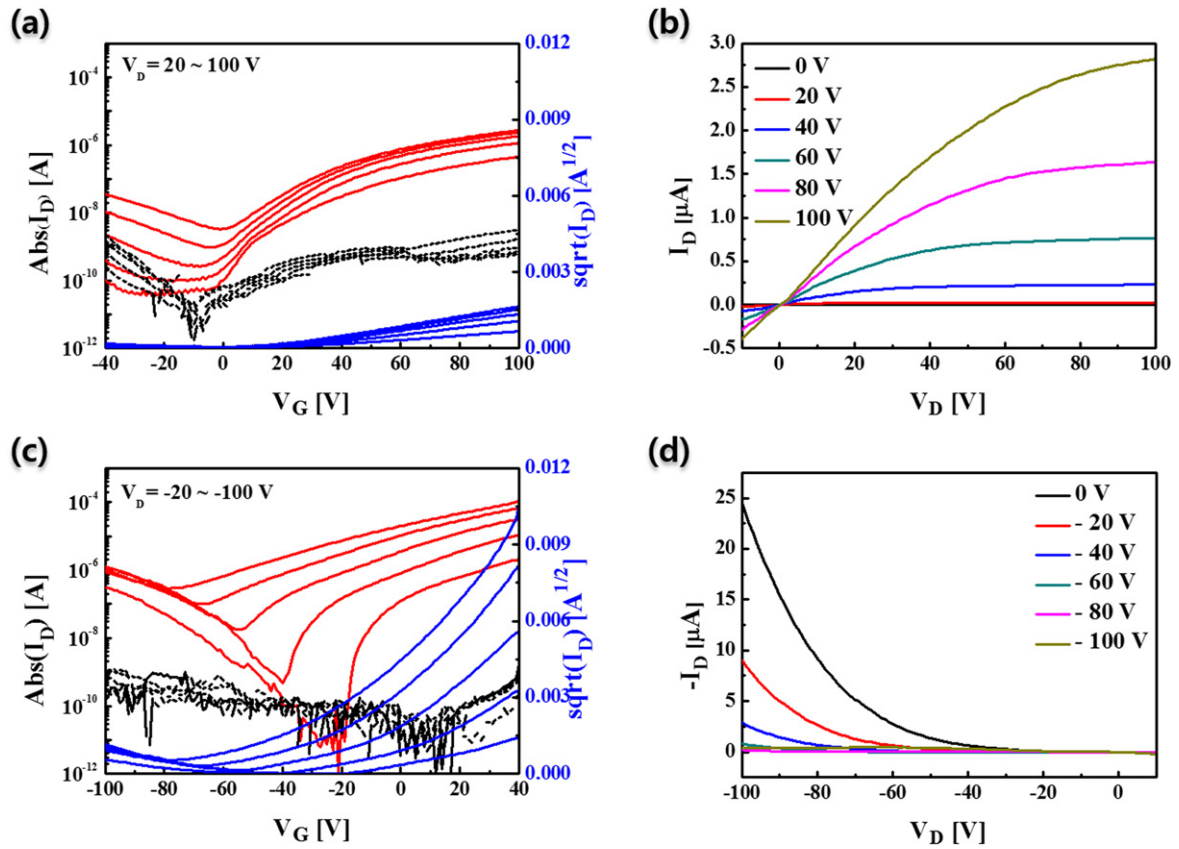 (a)
V_D = 20 ~ 100 V
10^-4
10^-6
10^-8
10^-10
10^-12
Abs(I_D) [A]
0.012
0.009
0.006
0.003
0.000
sqrt(I_D) [A^1/2]
-40 -20 0 20 40 60 80 100
V_G [V]
(b)
3.0
2.5
2.0
1.5
1.0
0.5
0.0
-0.5
I_D [µA]
0 V
20 V
40 V
60 V
80 V
100 V
0 20 40 60 80 100
V_D [V]
(c)
V_D = -20 ~ -100 V
10^-4
10^-6
10^-8
10^-10
10^-12
Abs(I_D) [A]
0.012
0.009
0.006
0.003
0.000
sqrt(I_D) [A^1/2]
-100 -80 -60 -40 -20 0 20 40
V_G [V]
(d)
25
20
15
10
5
0
-I_D [µA]
0 V
- 20 V
- 40 V
- 60 V
- 80 V
- 100 V
-100 -80 -60 -40 -20 0
V_D [V]